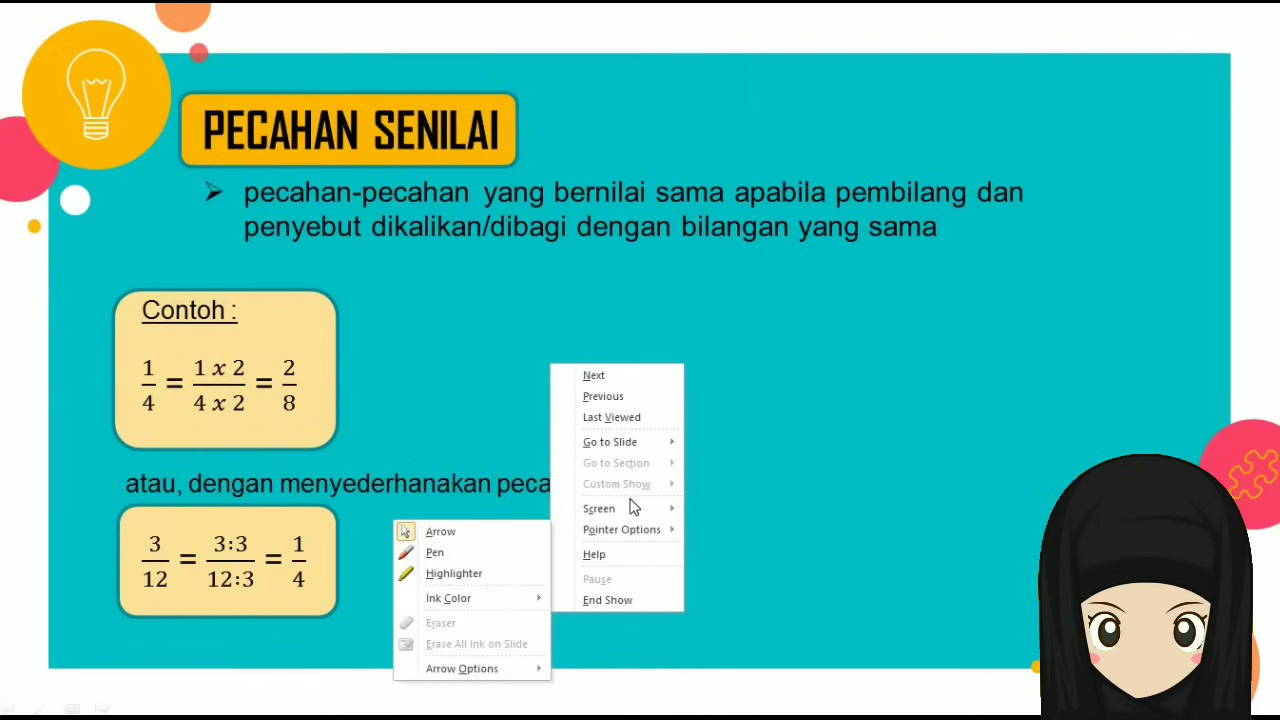 PECAHAN SENILAI
➢ pecahan-pecahan yang bernilai sama apabila pembilang dan
penyebut dikalikan/dibagi dengan bilangan yang sama
Contoh :
1/4 = (1 x 2)/(4 x 2) = 2/8
atau, dengan menyederhanakan peca
3/12 = (3:3)/(12:3) = 1/4
Next
Previous
Last Viewed
Go to Slide
Go to Section
Custom Show
Screen
Pointer Options
Help
Pause
End Show
Arrow
Pen
Highlighter
Ink Color
Eraser
Erase All Ink on Slide
Arrow Options